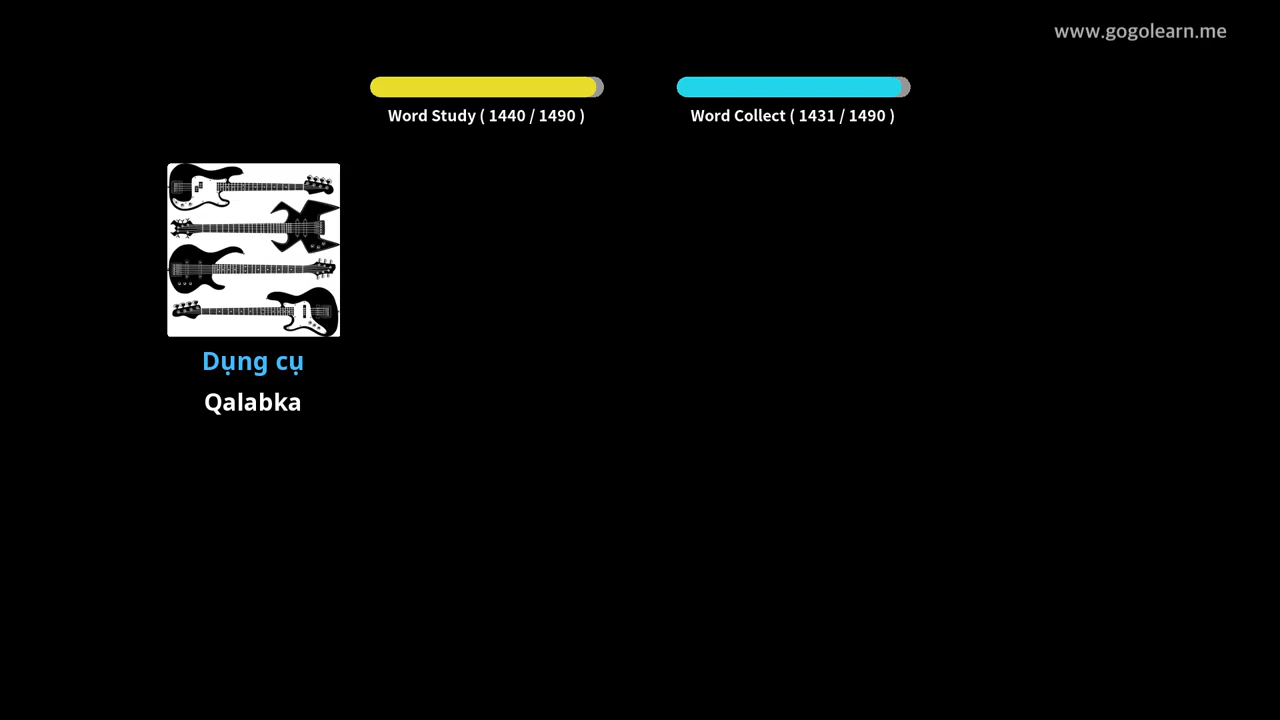 www.gogolearn.me
Word Study ( 1440 / 1490 )
Word Collect ( 1431 / 1490 )
Dụng cụ
Qalabka